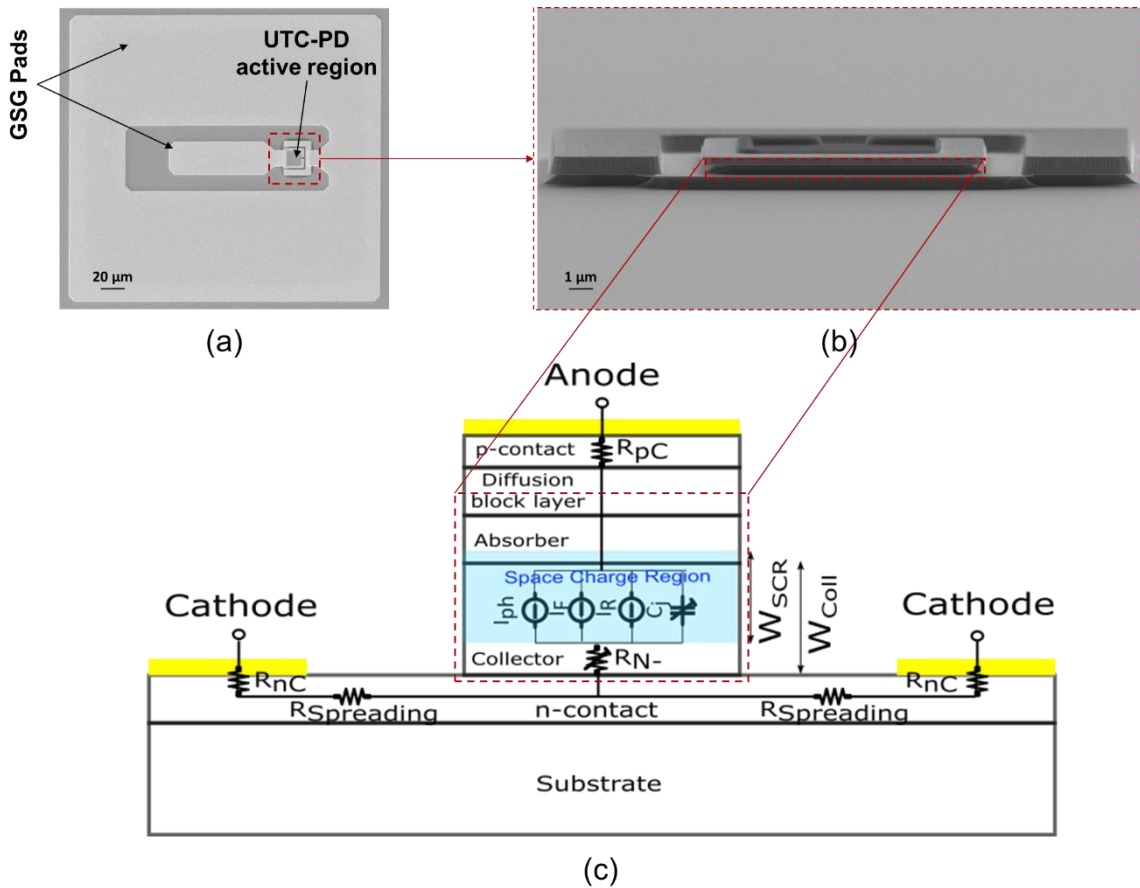 GSG Pads
UTC-PD
active region
20 µm
1 µm
(a)
(b)
Anode
p-contact
RpC
Diffusion
block layer
Absorber
Space Charge Region
Iph
IF
IR
Cj
WSCR
WColl
Collector
RN-
Cathode
Cathode
RnC
RnC
RSpreading
n-contact
RSpreading
Substrate
(c)